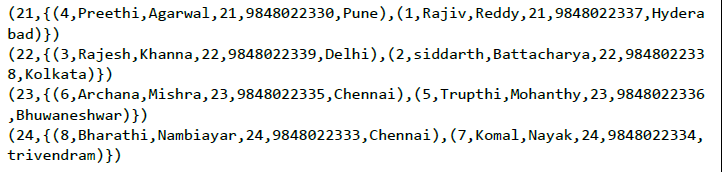 (21,{(4,Preethi,Agarwal,21,9848022330,Pune),(1,Rajiv,Reddy,21,9848022337,Hydera
bad)})
(22,{(3,Rajesh,Khanna,22,9848022339,Delhi),(2,siddarth,Battacharya,22,984802233
8,Kolkata)})
(23,{(6,Archana,Mishra,23,9848022335,Chennai),(5,Trupthi,Mohanthy,23,9848022336
,Bhuwaneshwar)})
(24,{(8,Bharathi,Nambiayar,24,9848022333,Chennai),(7,Komal,Nayak,24,9848022334,
trivendram)})